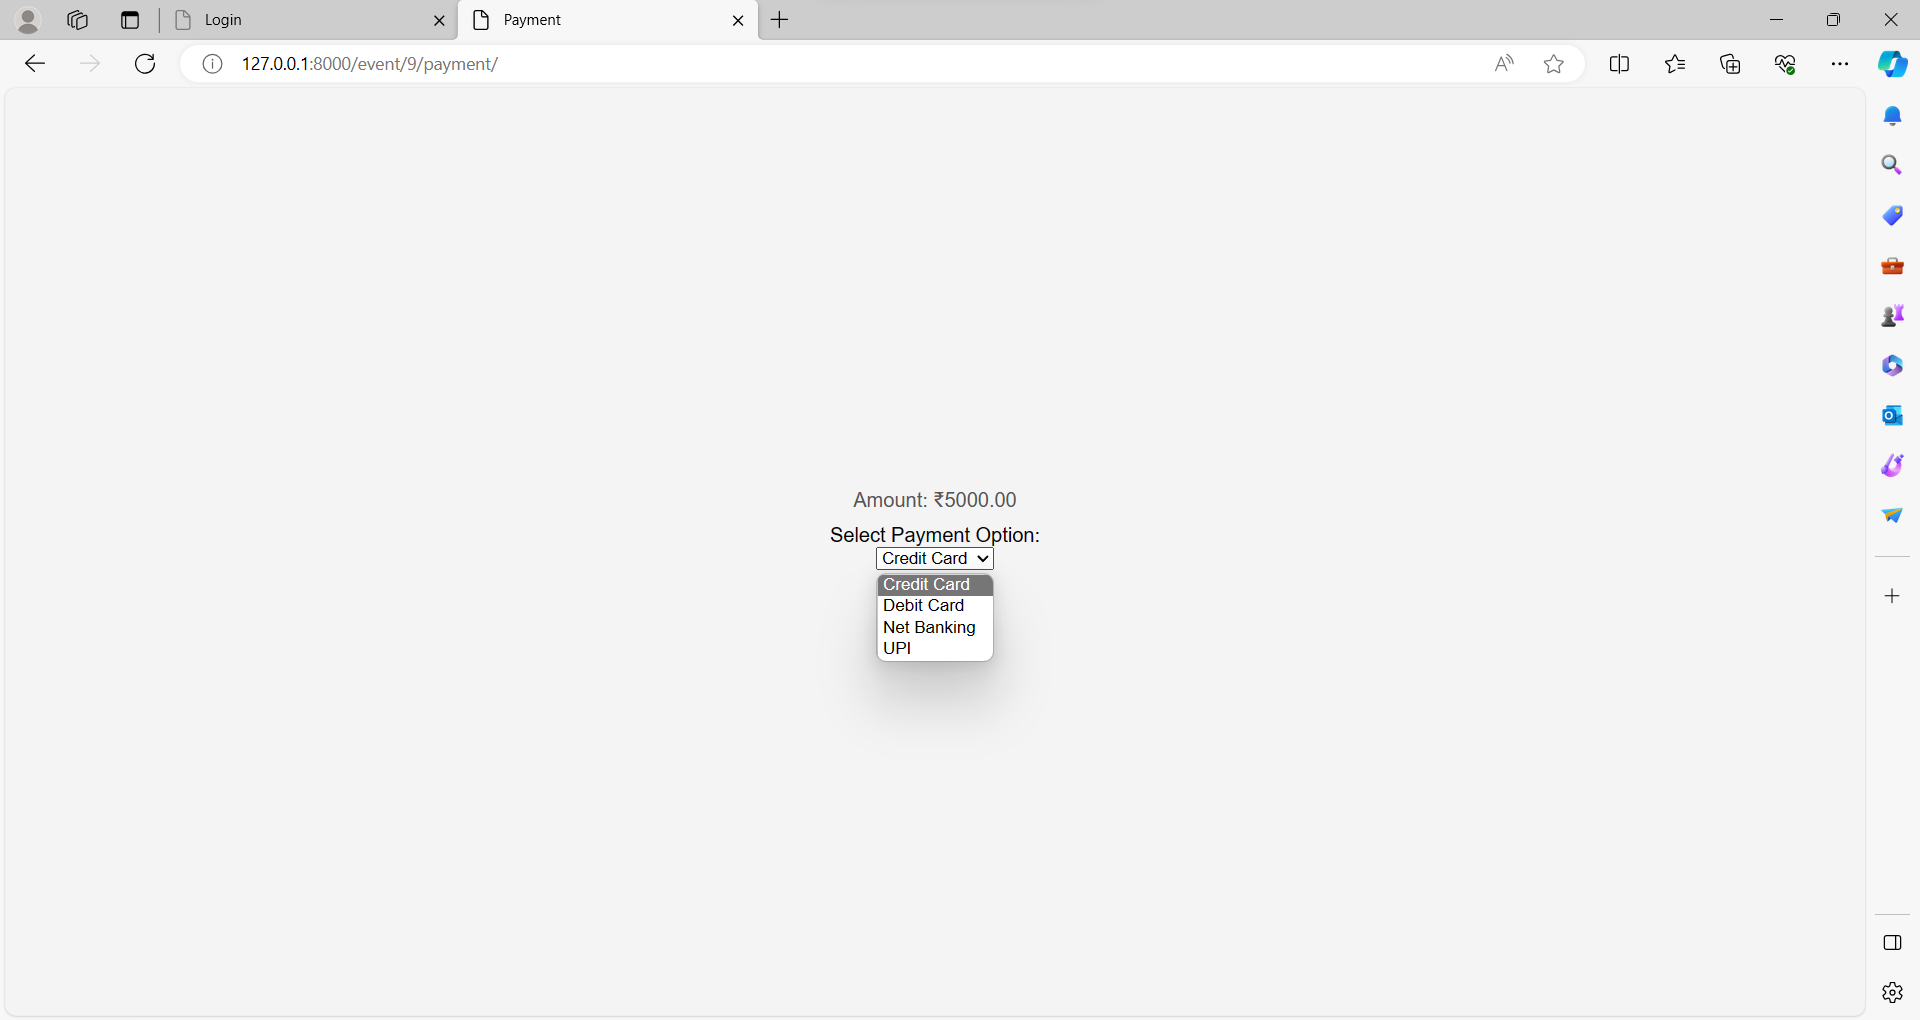 Login
Payment
127.0.0.1:8000/event/9/payment/
Amount: ₹5000.00
Select Payment Option:
Credit Card
Credit Card
Debit Card
Net Banking
UPI